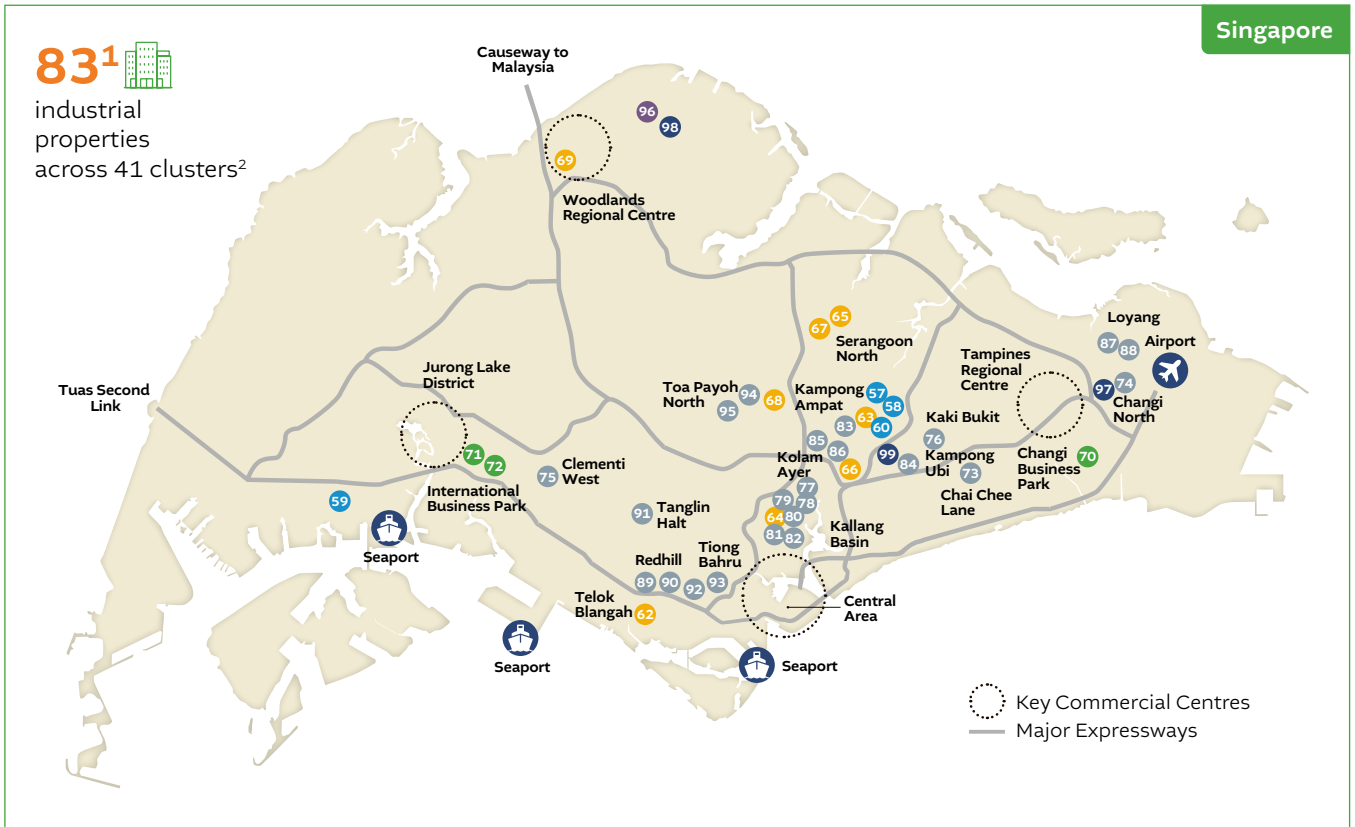 Singapore
83¹
industrial
properties
across 41 clusters²
Causeway to
Malaysia
96
98
69
Woodlands
Regional Centre
65
67
Serangoon
North
Loyang
87
88
Airport
Tampines
Regional
Centre
97
74
Changi
North
Jurong Lake
District
Tuas Second
Link
Toa Payoh
North
94
95
68
Kampong
Ampat
57
58
63
60
83
Kaki Bukit
76
85
86
66
99
84
Kampong
Ubi
73
Chai Chee
Lane
Changi
Business
Park
70
Kolam
Ayer
77
79
78
64
80
81
82
Kallang
Basin
71
72
International
Business Park
75
Clementi
West
59
Seaport
91
Tanglin
Halt
Redhill
Tiong
Bahru
89
90
92
93
Telok
Blangah
62
Central
Area
Seaport
Seaport
Key Commercial Centres
Major Expressways